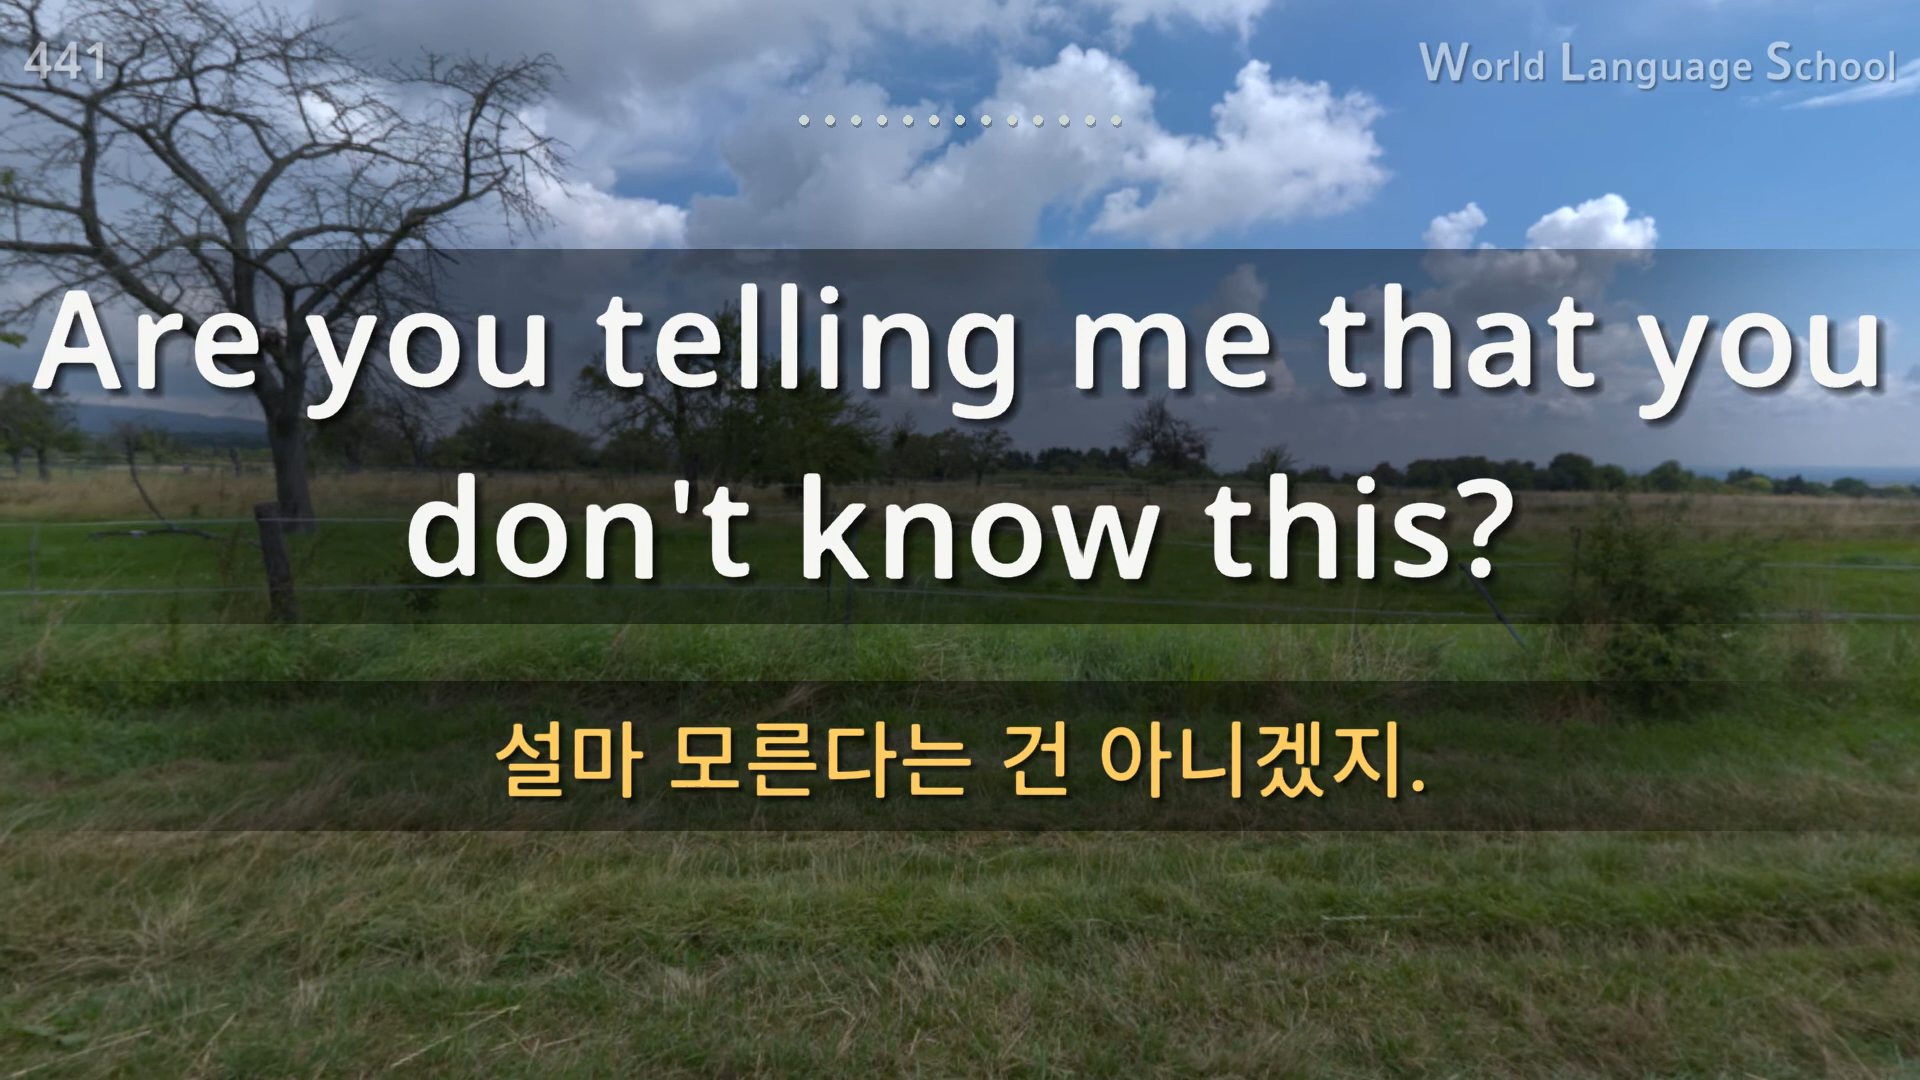 441
World Language School
Are you telling me that you
don't know this?
설마 모른다는 건 아니겠지.